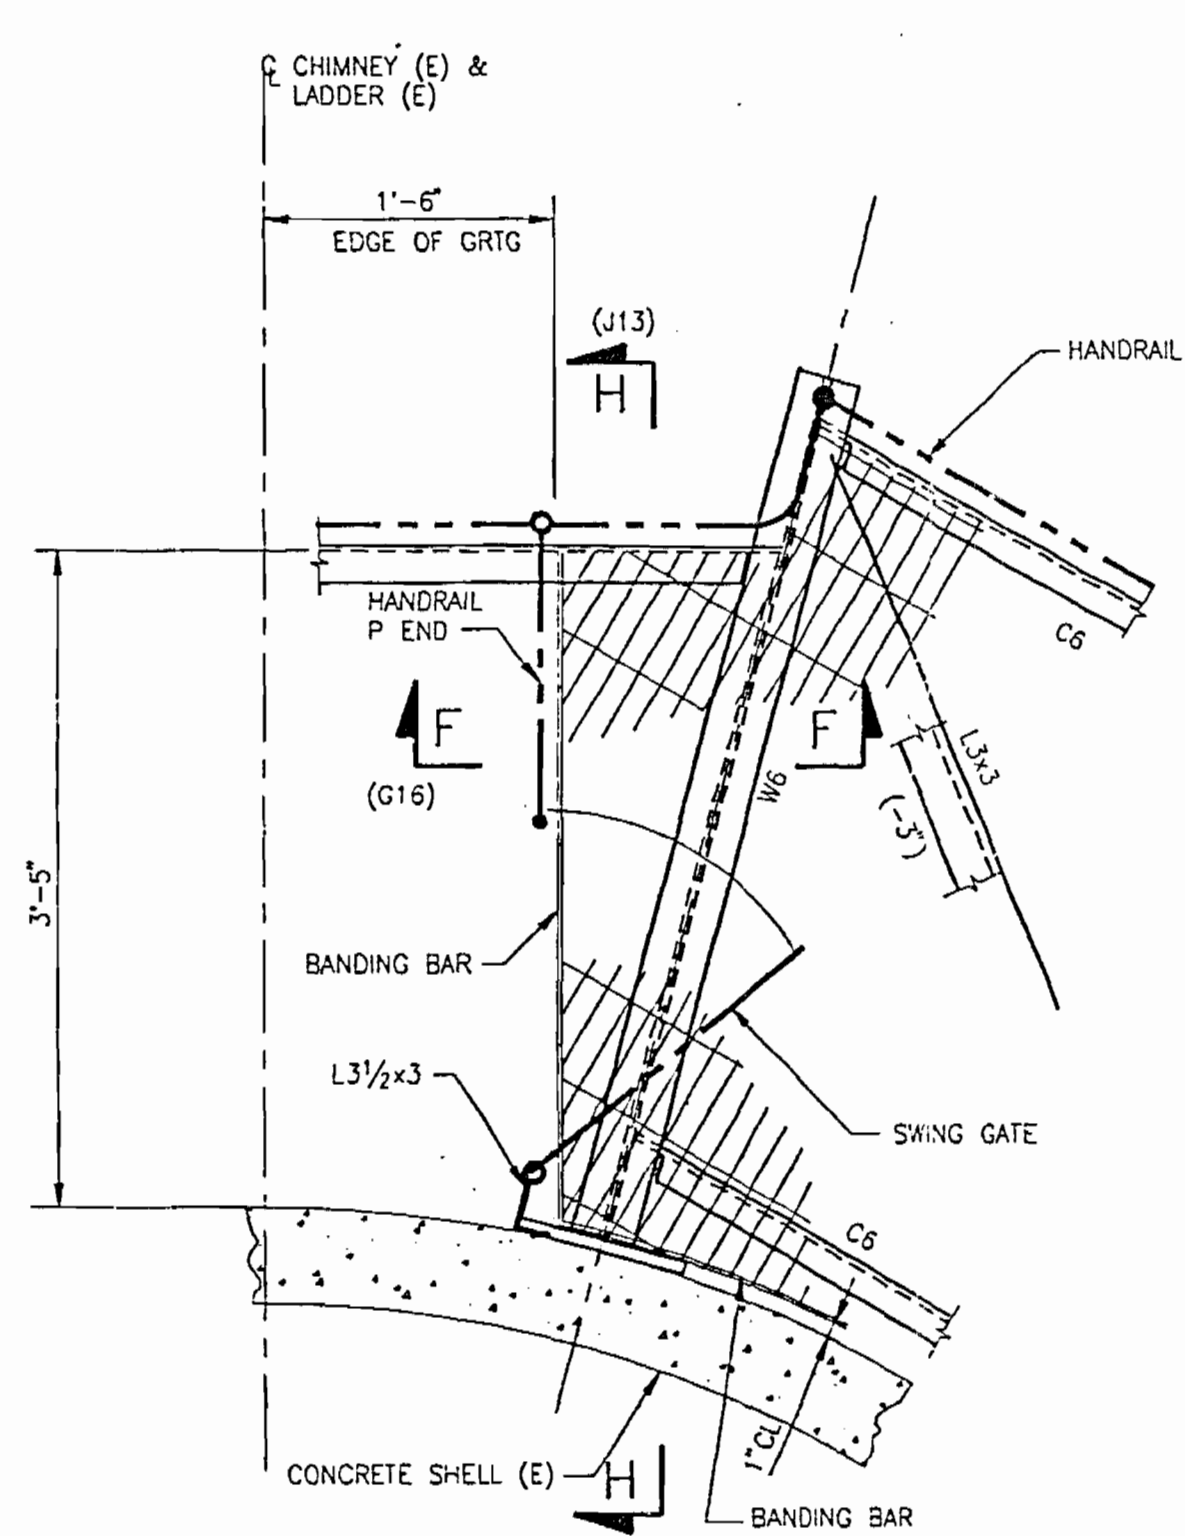 ℄ CHIMNEY (E) &
LADDER (E)
1'-6"
EDGE OF GRTG
(J13)
H
HANDRAIL
HANDRAIL
P END
C6
F
F
(G16)
W6
L3x3
(-3")
3'-5"
BANDING BAR
L3½x3
SWING GATE
C6
1" CL
CONCRETE SHELL (E)
H
BANDING BAR